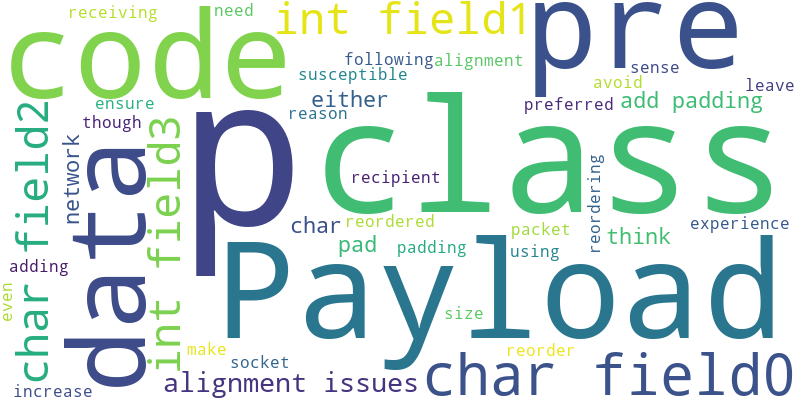 receiving
need
int field1
pre
code
following
alignment
sense
susceptible
avoid
leave
either
preferred
add padding
ensure
reason
though
char field2
data
int field3
p
class
network
recipient
reordering
char
reordered
packet
experience
pad
padding
using
think
adding
Payload
even
size
make
reorder
socket
alignment issues
char field0
increase